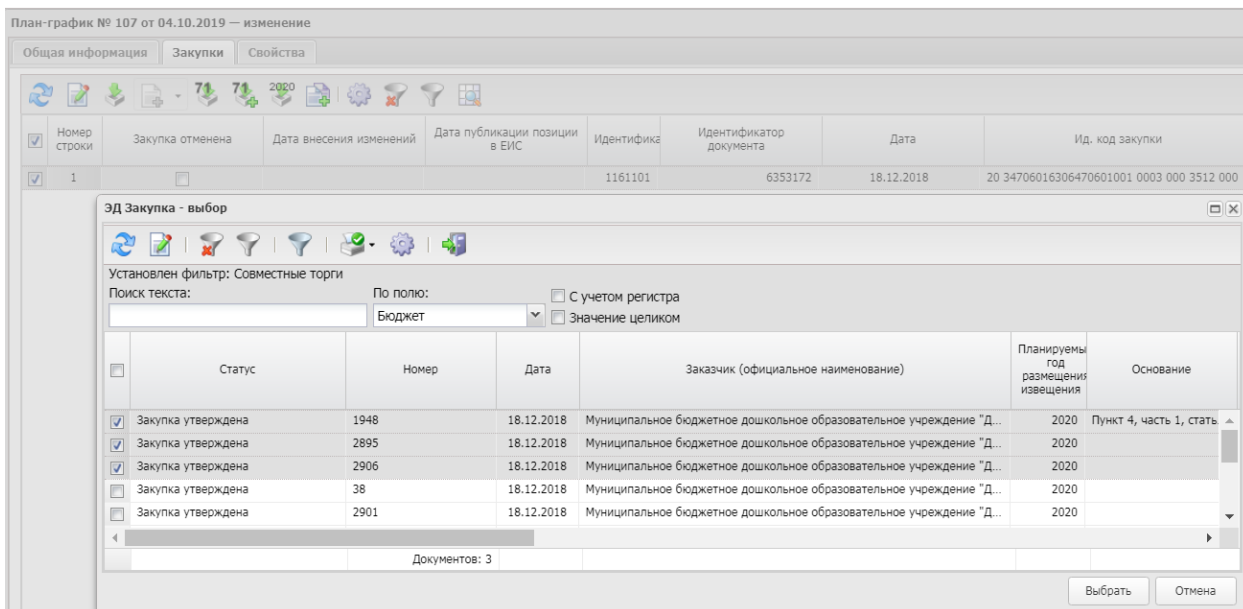 План-график № 107 от 04.10.2019 — изменение
Общая информация Закупки Свойства
71 71 2020
Номер строки Закупка отменена Дата внесения изменений Дата публикации позиции в ЕИС Идентифика Идентификатор документа Дата Ид. код закупки
1 1161101 6353172 18.12.2018 20 34706016306470601001 0003 000 3512 000
ЭД Закупка - выбор
Установлен фильтр: Совместные торги
Поиск текста: По полю: С учетом регистра
Бюджет Значение целиком
Статус Номер Дата Заказчик (официальное наименование) Планируемы год размещения извещения Основание
Закупка утверждена 1948 18.12.2018 Муниципальное бюджетное дошкольное образовательное учреждение "Д... 2020 Пункт 4, часть 1, стать.
Закупка утверждена 2895 18.12.2018 Муниципальное бюджетное дошкольное образовательное учреждение "Д... 2020
Закупка утверждена 2906 18.12.2018 Муниципальное бюджетное дошкольное образовательное учреждение "Д... 2020
Закупка утверждена 38 18.12.2018 Муниципальное бюджетное дошкольное образовательное учреждение "Д... 2020
Закупка утверждена 2901 18.12.2018 Муниципальное бюджетное дошкольное образовательное учреждение "Д... 2020
Документов: 3
Выбрать Отмена